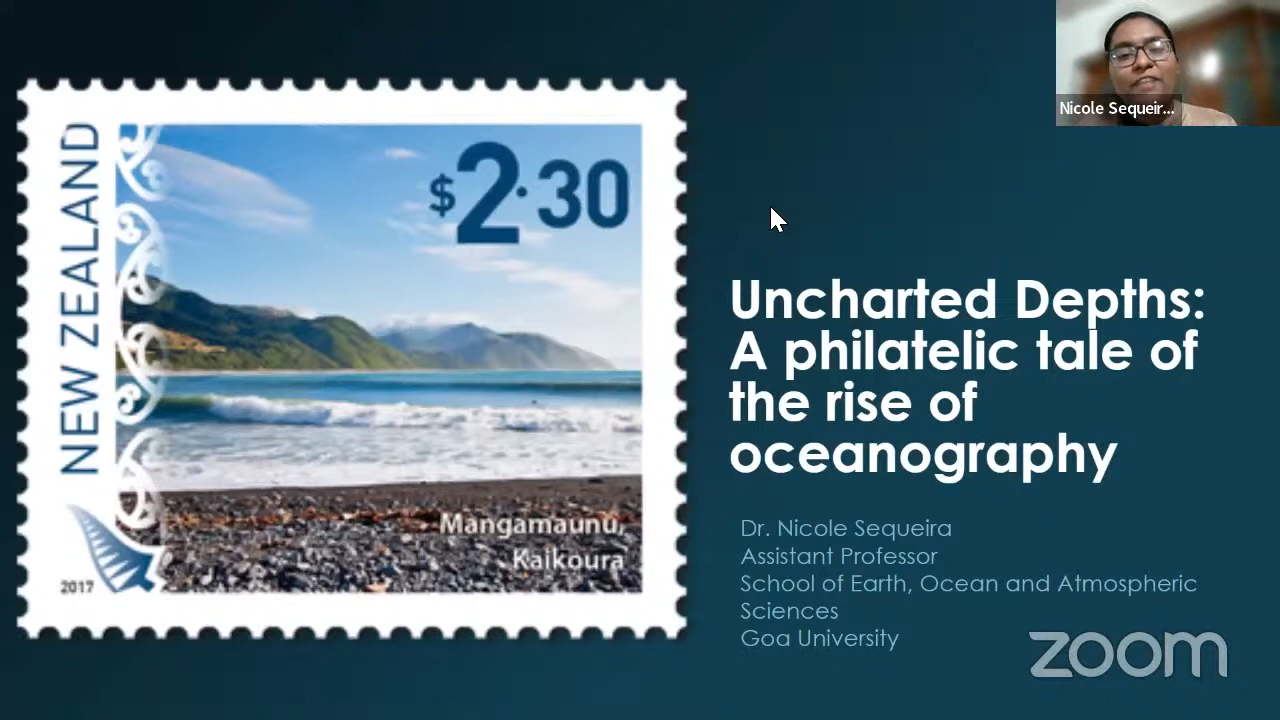 Nicole Sequeir...
NEW ZEALAND
$2.30
Mangamaunu,
Kaikoura
2017
Uncharted Depths:
A philatelic tale of
the rise of
oceanography
Dr. Nicole Sequeira
Assistant Professor
School of Earth, Ocean and Atmospheric
Sciences
Goa University
zoom